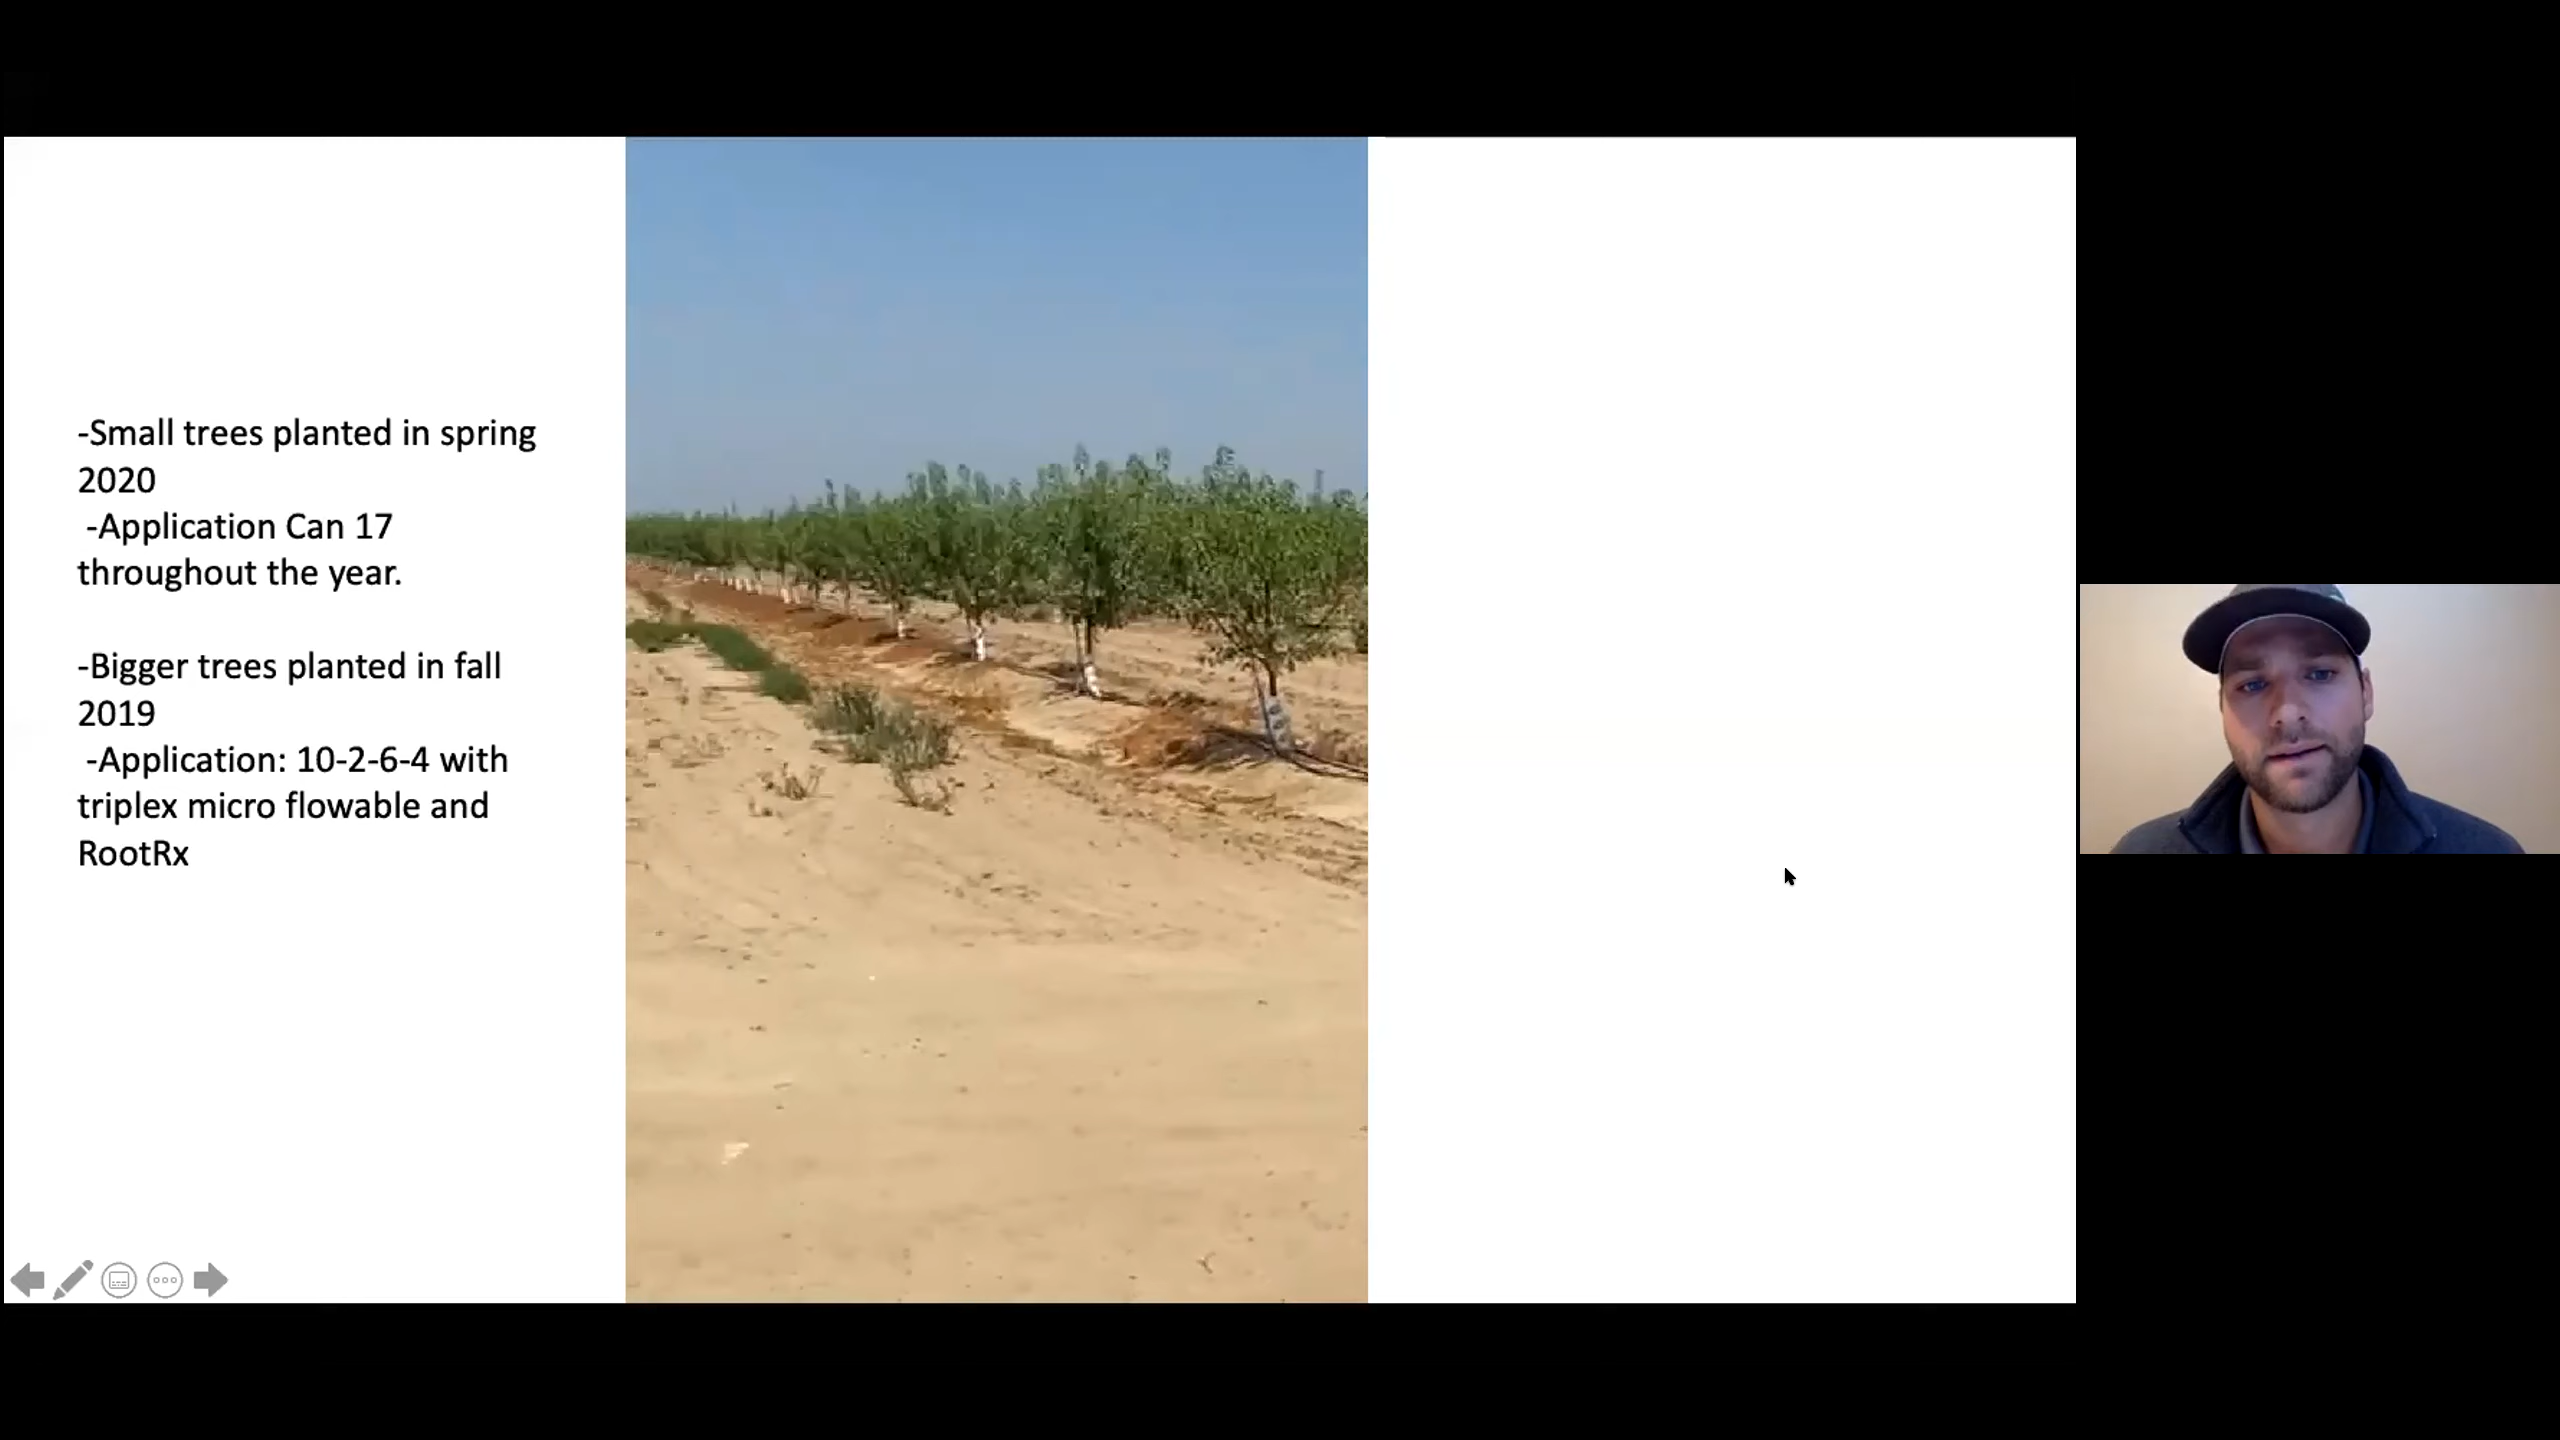 -Small trees planted in spring
2020
-Application Can 17
throughout the year.
-Bigger trees planted in fall
2019
-Application: 10-2-6-4 with
triplex micro flowable and
RootRx